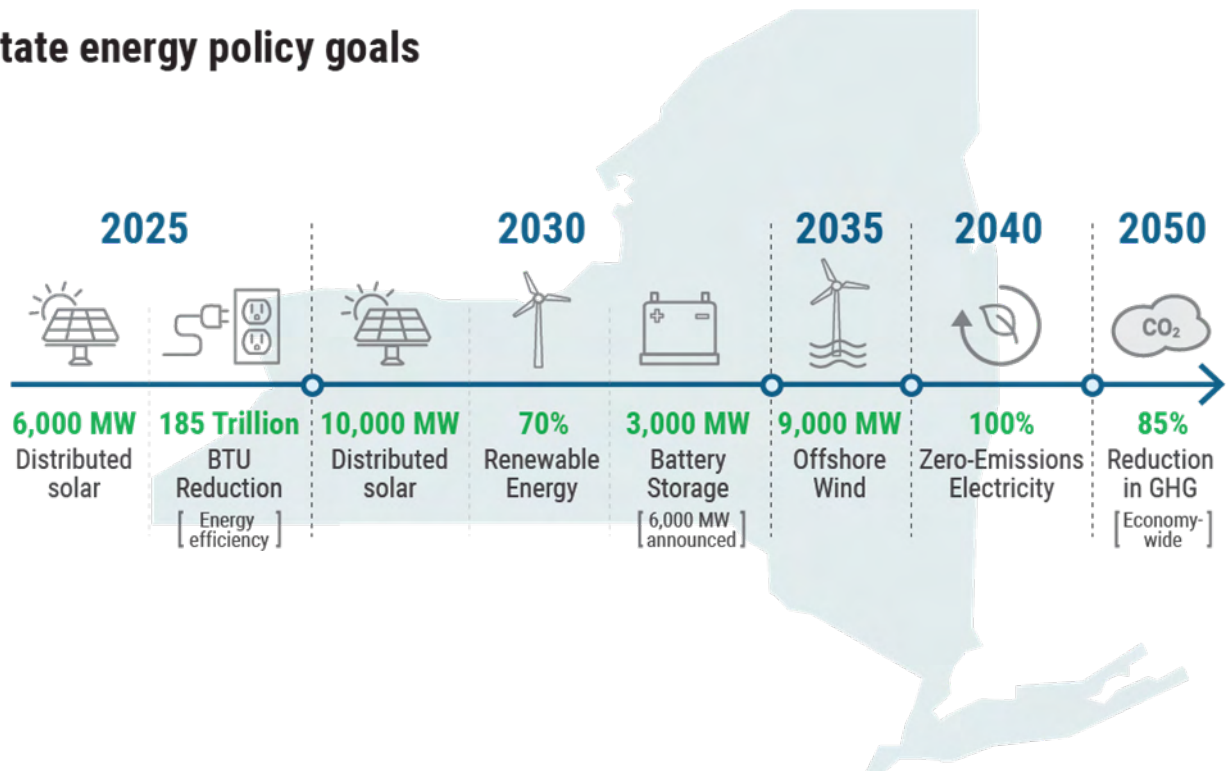 tate energy policy goals
2025
2030
2035
2040
2050
CO₂
6,000 MW
Distributed
solar
185 Trillion
BTU
Reduction
[Energy
efficiency]
10,000 MW
Distributed
solar
70%
Renewable
Energy
3,000 MW
Battery
Storage
[6,000 MW
announced]
9,000 MW
Offshore
Wind
100%
Zero-Emissions
Electricity
85%
Reduction
in GHG
[Economy-
wide]